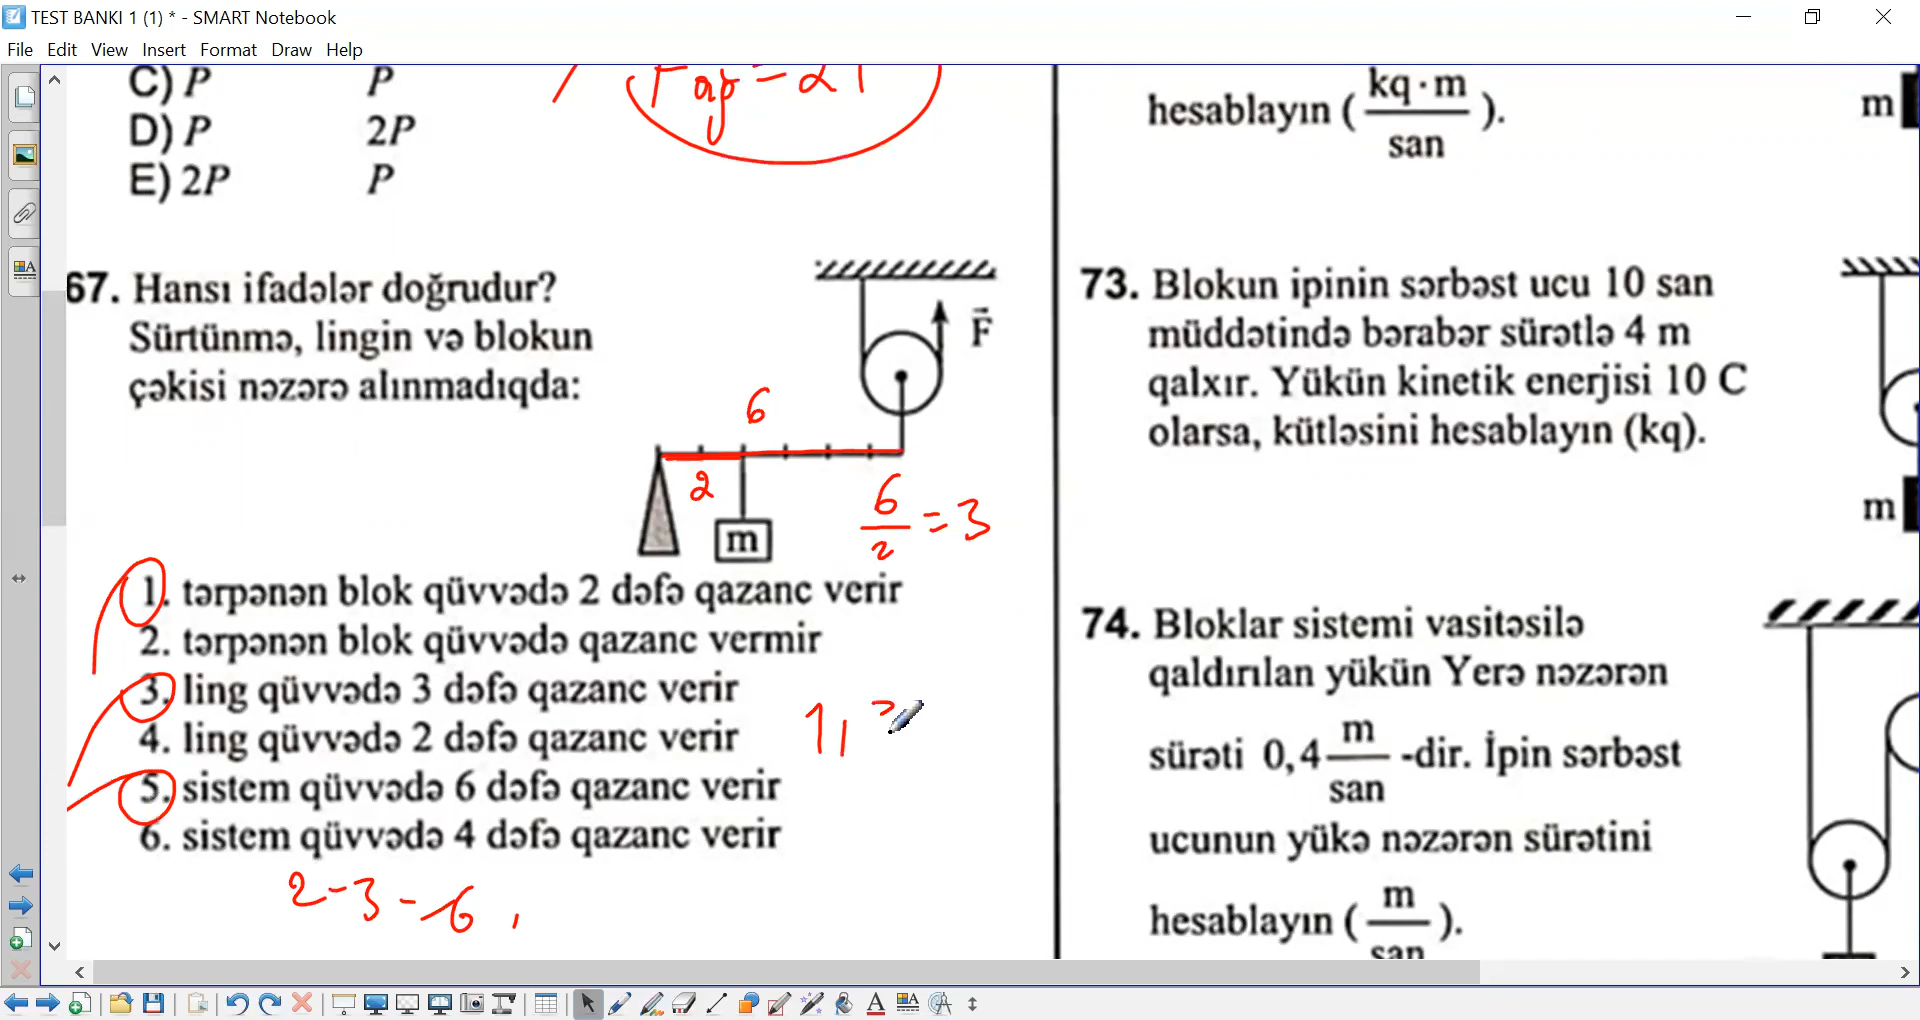 TEST BANKI 1 (1) * - SMART Notebook
File Edit View Insert Format Draw Help
C) P P
D) P 2P
E) 2P P
67. Hansı ifadələr doğrudur?
Sürtünmə, lingin və blokun
çəkisi nəzərə alınmadıqda:
F
6
2
m
6/2 = 3
1. tərpənən blok qüvvədə 2 dəfə qazanc verir
2. tərpənən blok qüvvədə qazanc vermir
3. ling qüvvədə 3 dəfə qazanc verir
4. ling qüvvədə 2 dəfə qazanc verir
5. sistem qüvvədə 6 dəfə qazanc verir
6. sistem qüvvədə 4 dəfə qazanc verir
1,
2-3-6,
hesablayın ( kq · m / san ).
m
73. Blokun ipinin sərbəst ucu 10 san
müddətində bərabər sürətlə 4 m
qalxır. Yükün kinetik enerjisi 10 C
olarsa, kütləsini hesablayın (kq).
m
74. Bloklar sistemi vasitəsilə
qaldırılan yükün Yerə nəzərən
sürəti 0,4 m / san -dir. İpin sərbəst
ucunun yükə nəzərən sürətini
hesablayın ( m / san ).